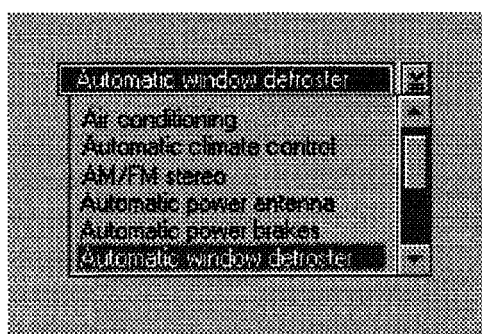 Automatic window defroster
Air conditioning
Automatic climate control
AM/FM stereo
Automatic power antenna
Automatic power brakes
Automatic window defroster